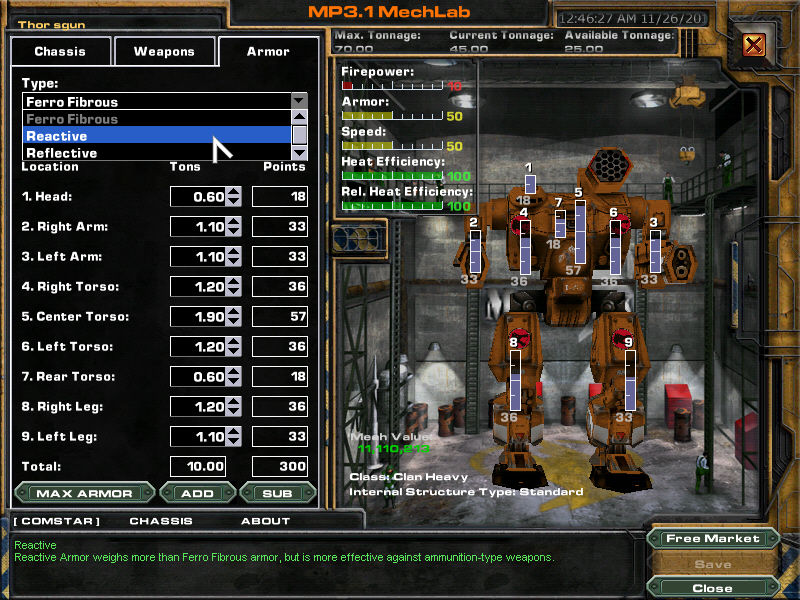 MP3.1 MechLab
Thor sgun
12:46:27 AM 11/26/20
Chassis Weapons Armor
Max. Tonnage: Current Tonnage: Available Tonnage:
70.00 45.00 25.00
Type:
Ferro Fibrous
Ferro Fibrous
Reactive
Reflective
Location Tons Points
1. Head: 0.60 18
2. Right Arm: 1.10 33
3. Left Arm: 1.10 33
4. Right Torso: 1.20 36
5. Center Torso: 1.90 57
6. Left Torso: 1.20 36
7. Rear Torso: 0.60 18
8. Right Leg: 1.20 36
9. Left Leg: 1.10 33
Total: 10.00 300
MAX ARMOR ADD SUB
Firepower:
10
Armor:
50
Speed:
50
Heat Efficiency:
100
Rel. Heat Efficiency:
100
1
18
2
33
4
36
7
18
5
57
6
36
3
33
8
36
9
33
Mech Value:
Class: Clan Heavy
Internal Structure Type: Standard
[ COMSTAR ] CHASSIS ABOUT
Reactive
Reactive Armor weighs more than Ferro Fibrous armor, but is more effective against ammunition-type weapons.
Free Market
Save
Close